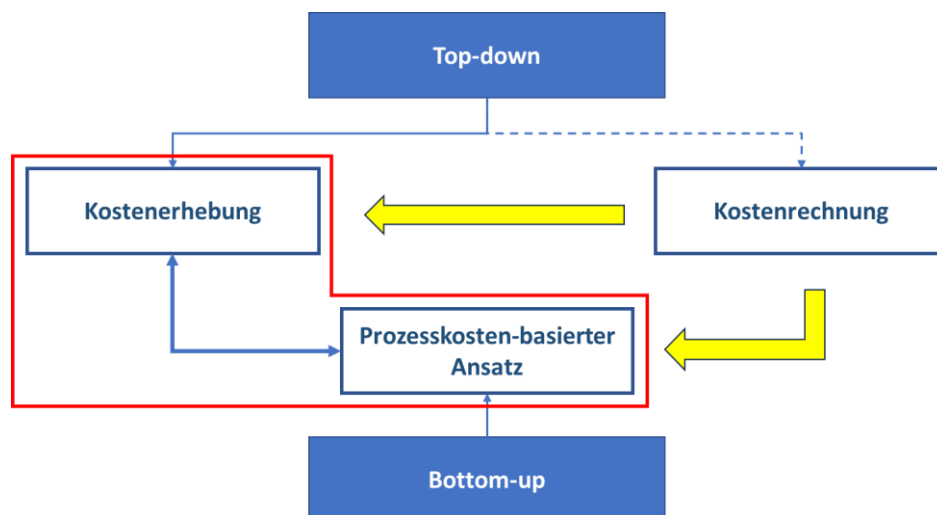 Top-down
Kostenerhebung
Kostenrechnung
Prozesskosten-basierter
Ansatz
Bottom-up